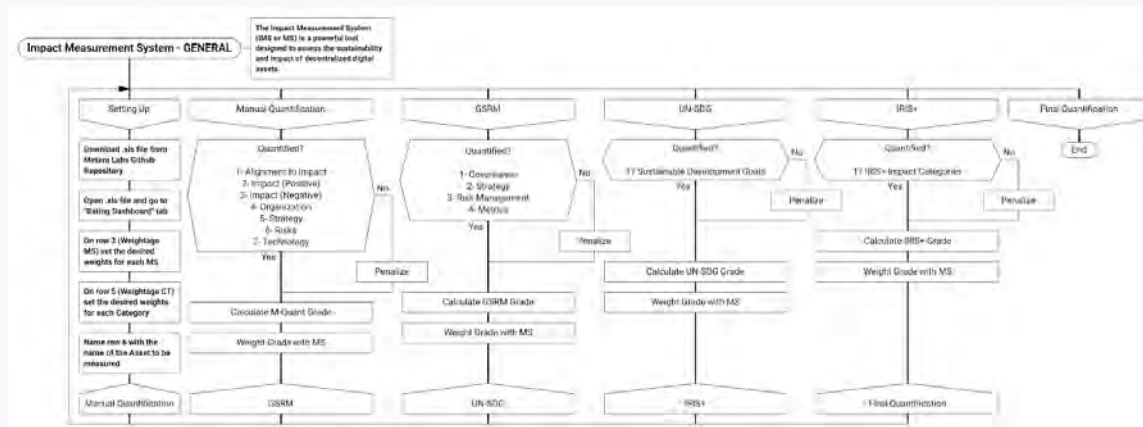 Impact Measurement System - GENERAL
The Impact Measurement System
(IMS or MS) is a powerful tool
designed to assess the sustainability
and impact of decentralized digital
assets.
Setting Up
Download .xls file from
Metera Labs Github
Repository
Open .xls file and go to
"Rating Dashboard" tab
On row 3 (Weightage
MS) set the desired
weights for each MS
On row 5 (Weightage CT)
set the desired weights
for each Category
Name row 6 with the
name of the Asset to be
measured
Manual Quantification
Manual Quantification
Quantified?
1- Alignment to Impact
2- Impact (Positive)
3- Impact (Negative)
4- Organization
5- Strategy
6- Risks
7- Technology
Yes
No
Penalize
Calculate M-Quant Grade
Weight Grade with MS
GSRM
GSRM
Quantified?
1- Governance
2- Strategy
3- Risk Management
4- Metrics
Yes
No
Penalize
Calculate GSRM Grade
Weight Grade with MS
UN-SDG
UN-SDG
Quantified?
17 Sustainable Development Goals
Yes
No
Penalize
Calculate UN-SDG Grade
Weight Grade with MS
IRIS+
IRIS+
Quantified?
17 IRIS+ Impact Categories
Yes
No
Penalize
Calculate IRIS+ Grade
Weight Grade with MS
Final Quantification
Final Quantification
End